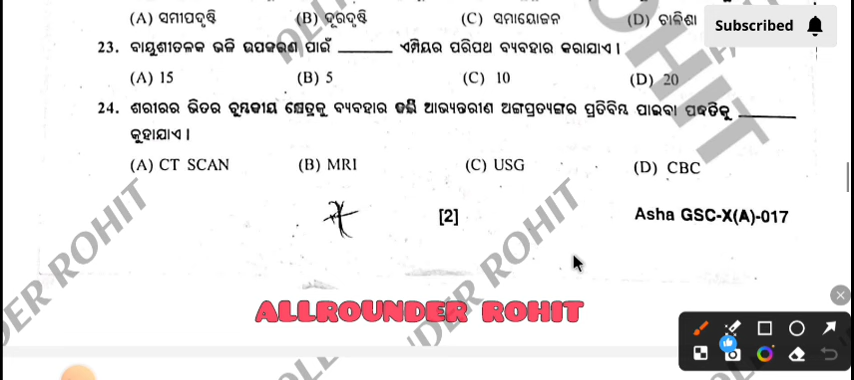 (A) ସମୀପଦୃଷ୍ଟି (B) ଦୂରଦୃଷ୍ଟି (C) ସମାୟୋଜନ (D) ଚାଳିଶା
Subscribed
23. ବାୟୁଶୀତଳକ ଭଳି ଉପକରଣ ପାଇଁ ______ ଏମ୍ପିୟର ପରିପଥ ବ୍ୟବହାର କରାଯାଏ।
(A) 15 (B) 5 (C) 10 (D) 20
24. ଶରୀରର ଭିତର ଚୁମ୍ବକୀୟ କ୍ଷେତ୍ରକୁ ବ୍ୟବହାର କରି ଆଭ୍ୟନ୍ତରୀଣ ଅଙ୍ଗପ୍ରତ୍ୟଙ୍ଗର ପ୍ରତିବିମ୍ବ ପାଇବା ପଦ୍ଧତିକୁ ______
କୁହାଯାଏ।
(A) CT SCAN (B) MRI (C) USG (D) CBC
[2] Asha GSC-X(A)-017
ALLROUNDER ROHIT